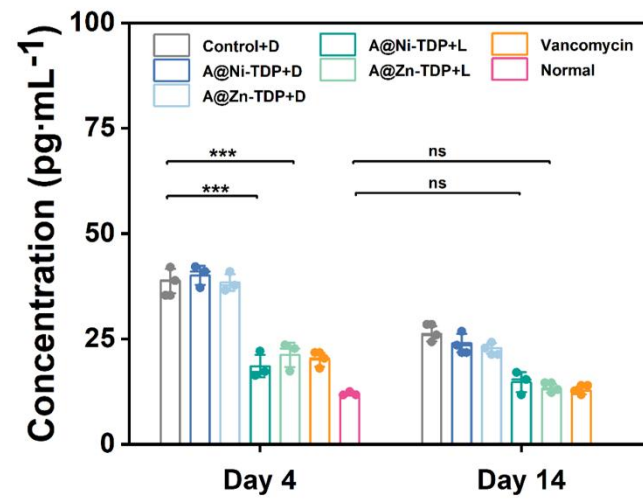 Concentration (pg·mL⁻¹)
100
75
50
25
0
Control+D
A@Ni-TDP+D
A@Zn-TDP+D
A@Ni-TDP+L
A@Zn-TDP+L
Vancomycin
Normal
***
***
ns
ns
Day 4
Day 14